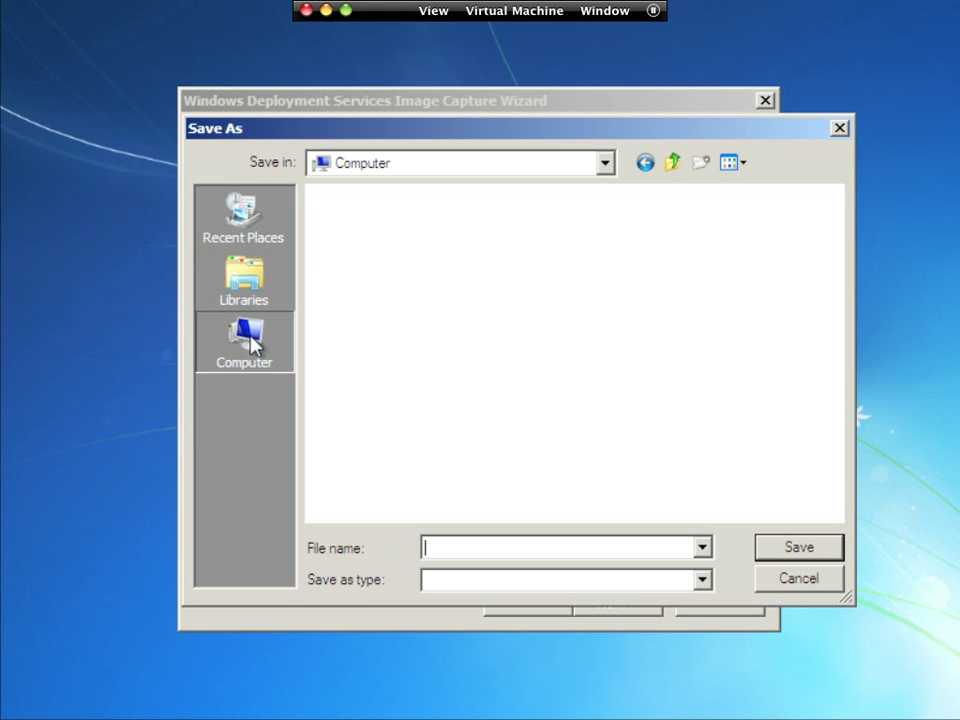 View Virtual Machine Window
Windows Deployment Services Image Capture Wizard
Save As
Save in: Computer
Recent Places
Libraries
Computer
File name:
Save
Save as type:
Cancel